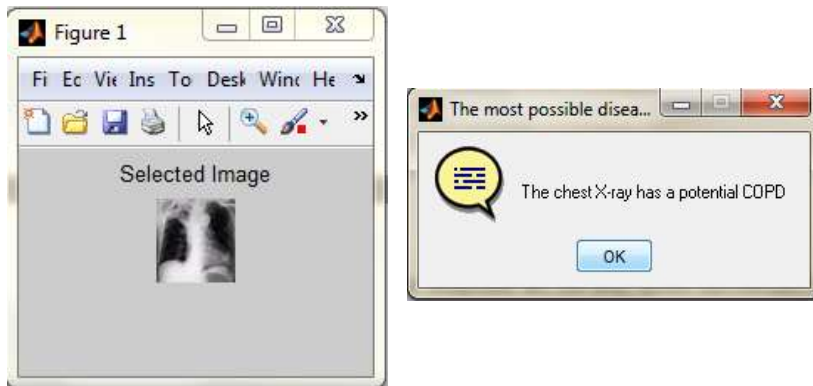 Figure 1
Fi Ec Vie Ins To Desk Winc He
Selected Image
The most possible disea...
The chest X-ray has a potential COPD
OK